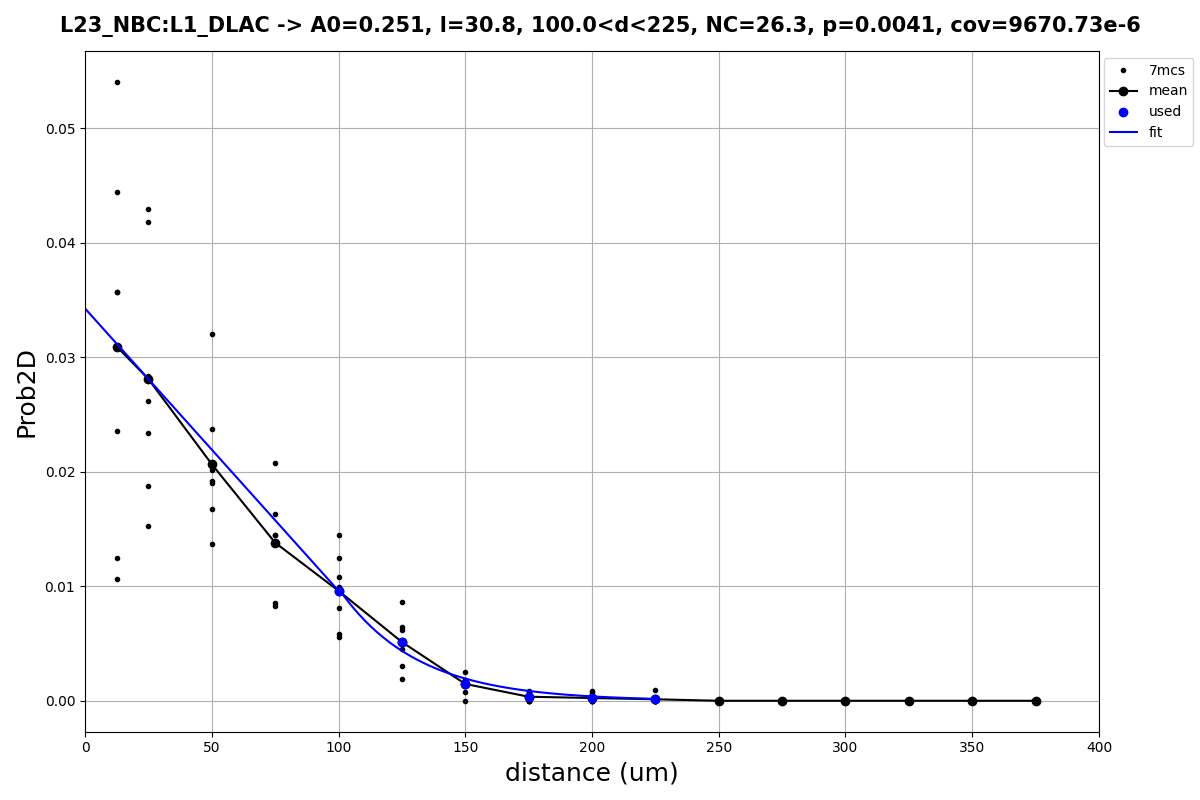 L23_NBC:L1_DLAC -> A0=0.251, l=30.8, 100.0<d<225, NC=26.3, p=0.0041, cov=9670.73e-6
7mcs
mean
used
fit
0.05
0.04
0.03
0.02
0.01
0.00
Prob2D
0 50 100 150 200 250 300 350 400
distance (um)